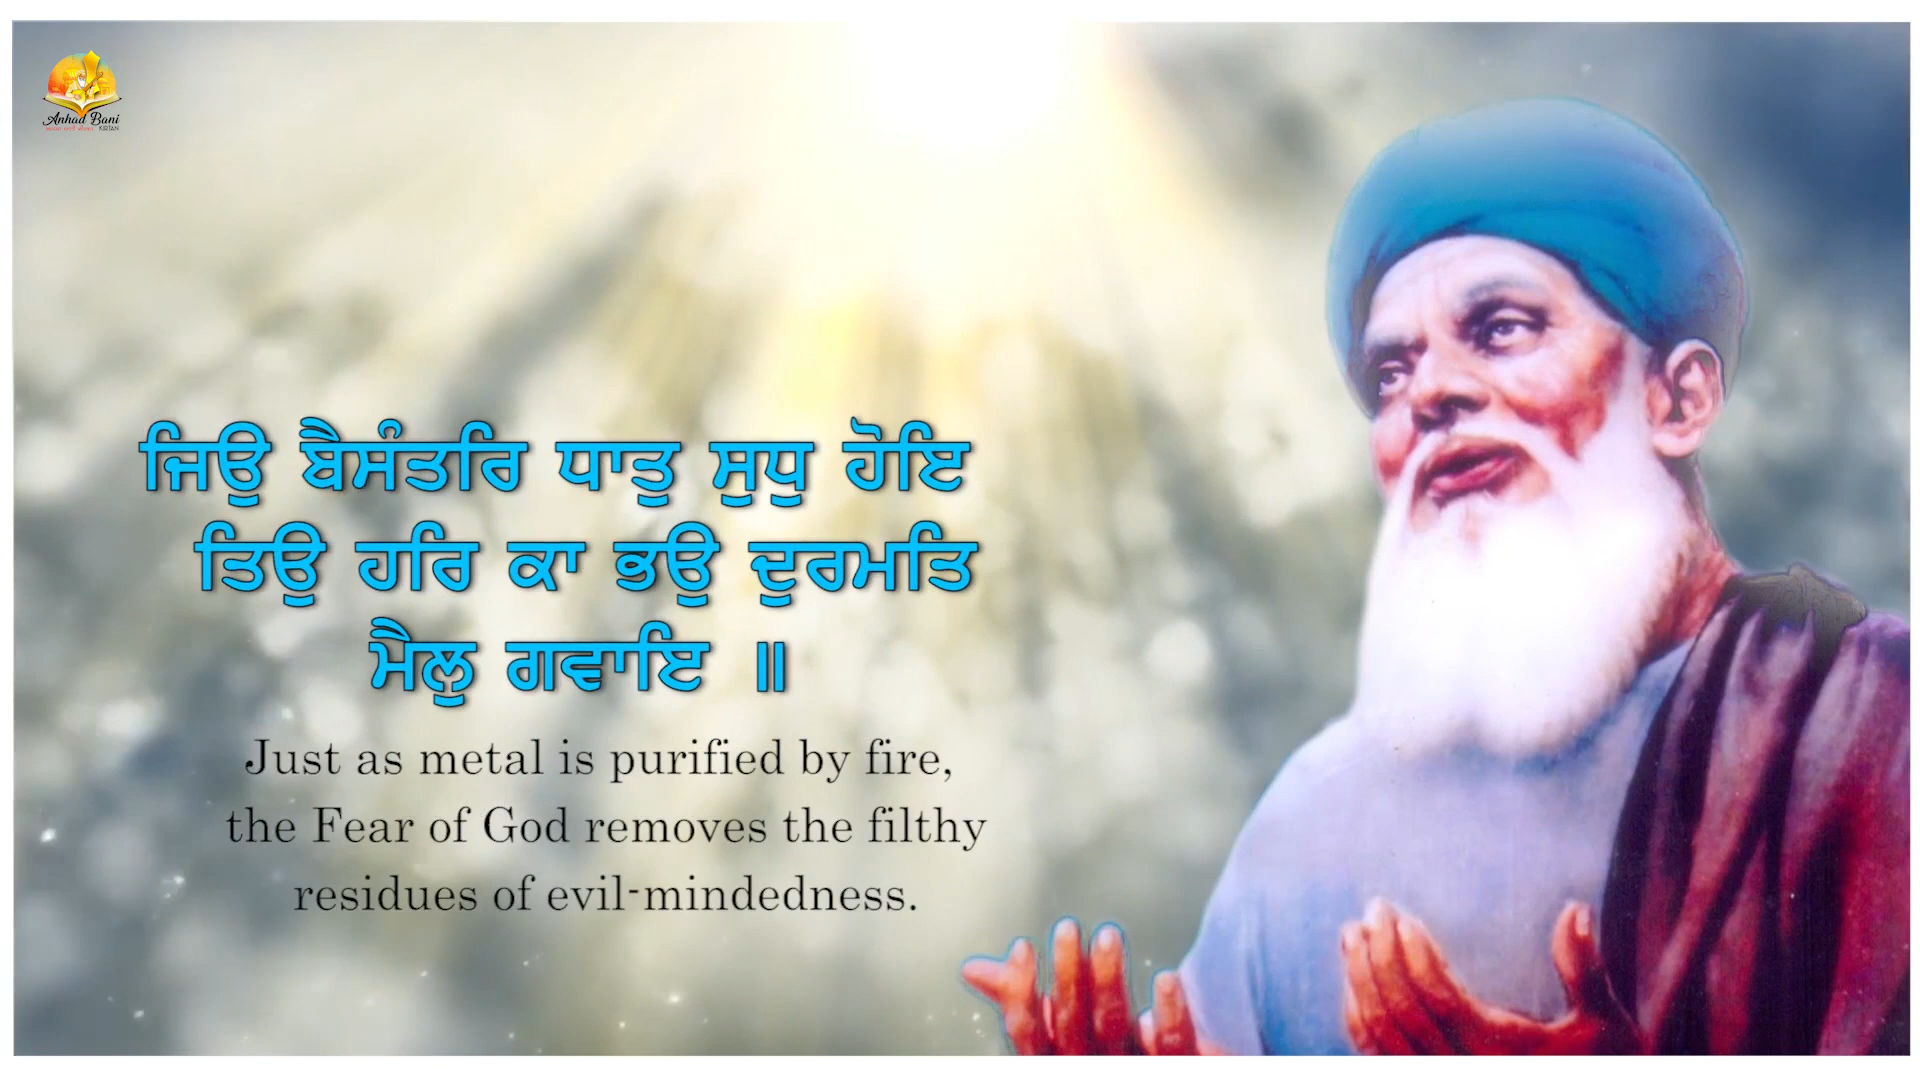 Anhad Bani
KIRTAN
ਜਿਉ ਬੈਸੰਤਰਿ ਧਾਤੁ ਸੁਧੁ ਹੋਇ
ਤਿਉ ਹਰਿ ਕਾ ਭਉ ਦੁਰਮਤਿ
ਮੈਲੁ ਗਵਾਇ ॥
Just as metal is purified by fire,
the Fear of God removes the filthy
residues of evil-mindedness.